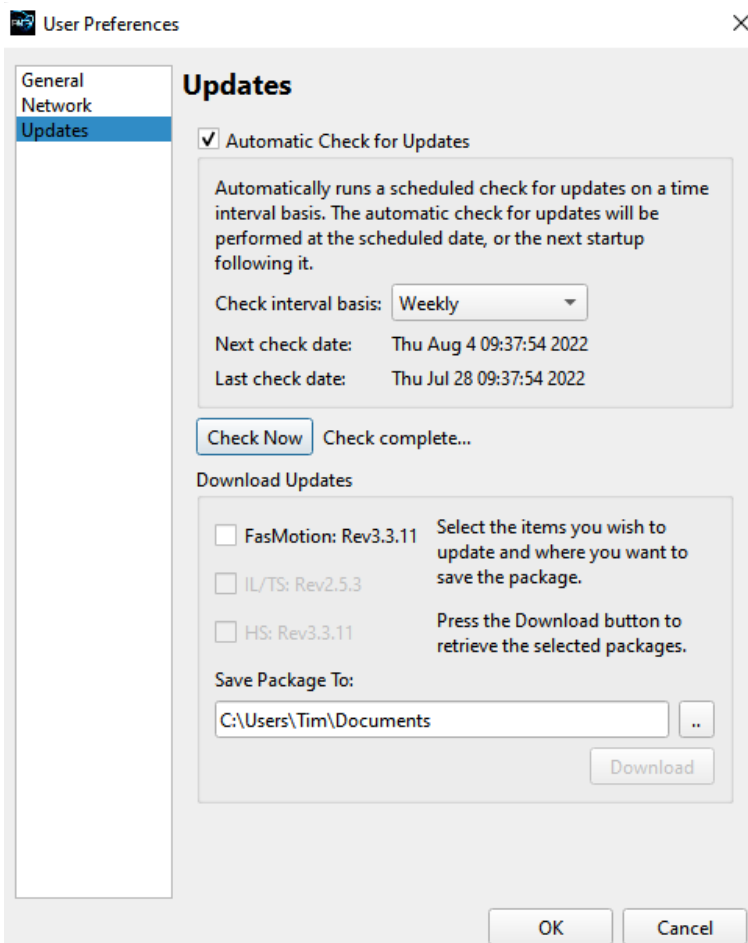 User Preferences
General
Network
Updates
Updates
Automatic Check for Updates
Automatically runs a scheduled check for updates on a time
interval basis. The automatic check for updates will be
performed at the scheduled date, or the next startup
following it.
Check interval basis: Weekly
Next check date: Thu Aug 4 09:37:54 2022
Last check date: Thu Jul 28 09:37:54 2022
Check Now Check complete...
Download Updates
FasMotion: Rev3.3.11
IL/TS: Rev2.5.3
HS: Rev3.3.11
Select the items you wish to
update and where you want to
save the package.
Press the Download button to
retrieve the selected packages.
Save Package To:
C:\Users\Tim\Documents
..
Download
OK Cancel